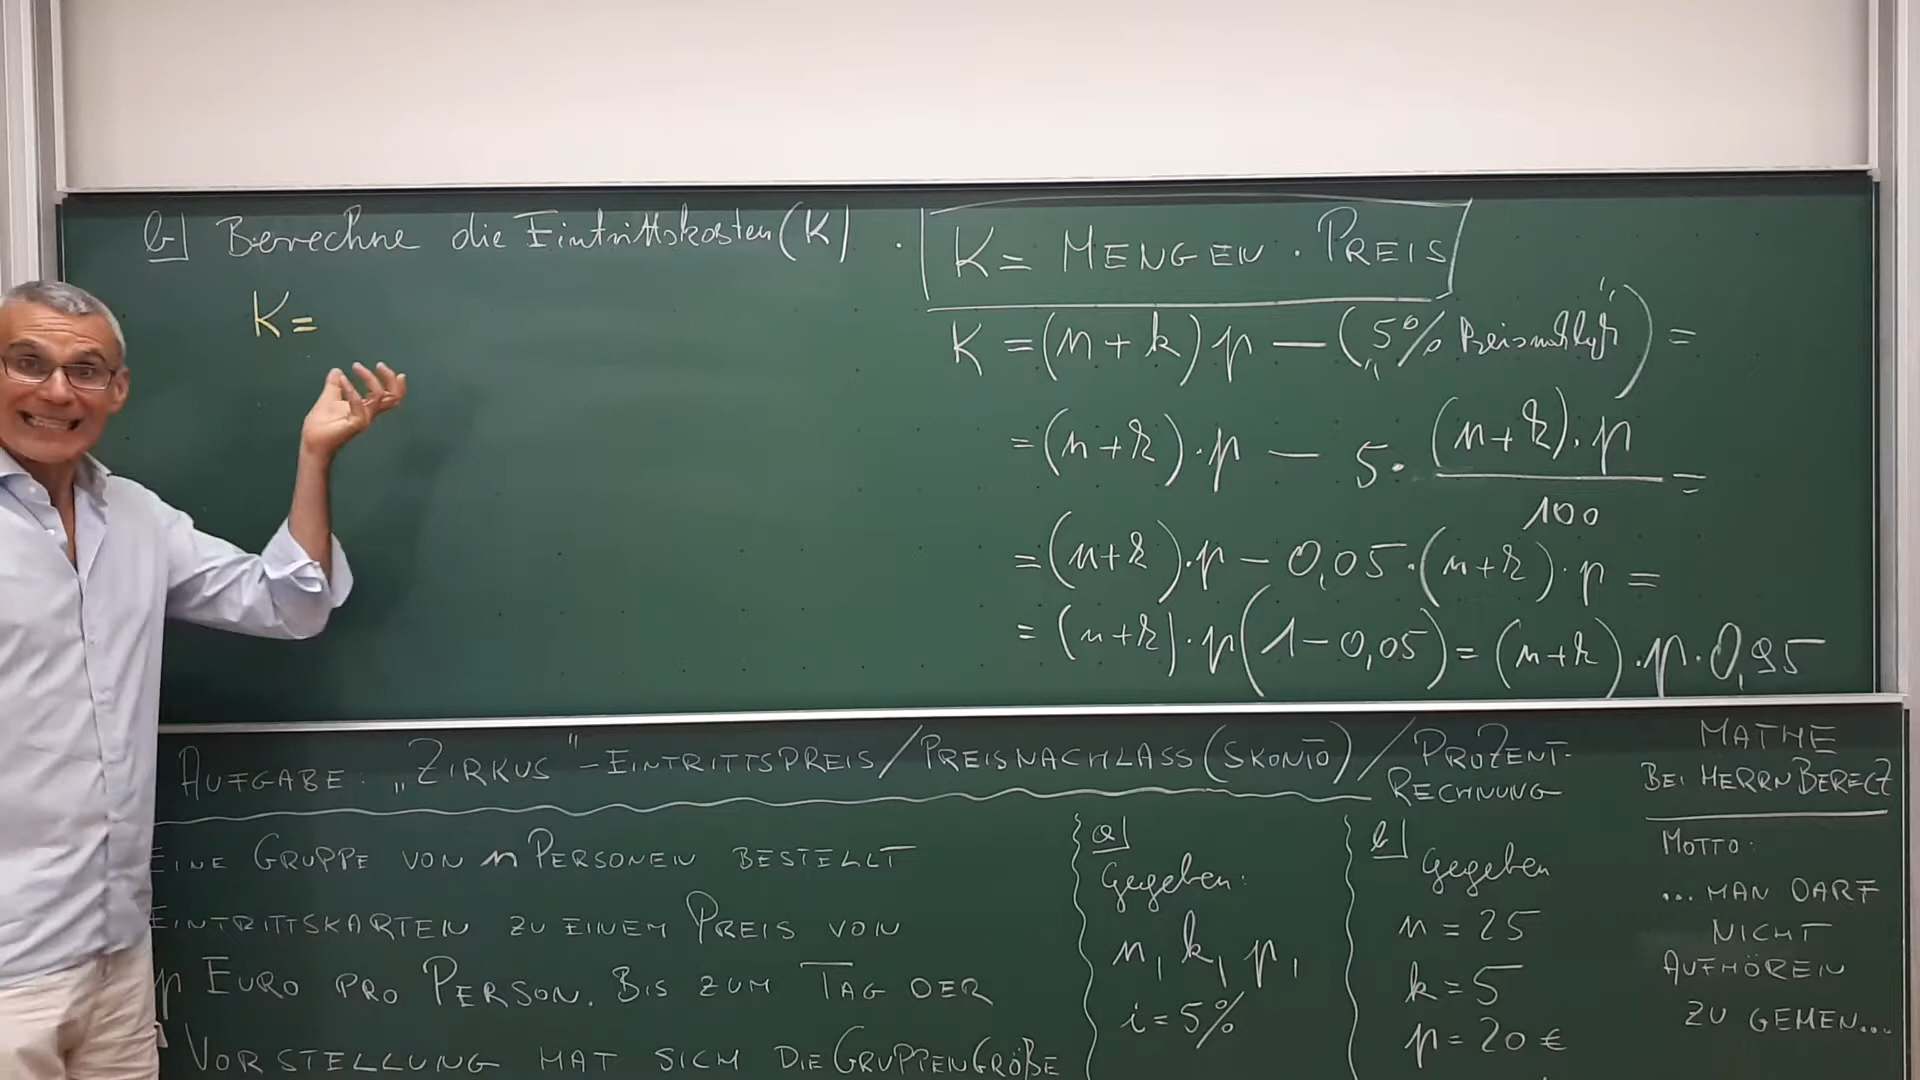 b) Berechne die Eintrittskosten (K).
K=
K = MENGEN · PREIS
K = (n + k) p — („5% Preisnachlaß“) =
= (n + k) · p — 5 · (n + k) · p / 100 =
= (n + k) · p — 0,05 · (n + k) · p =
= (n + k) · p (1 - 0,05) = (n + k) · p · 0,95
AUFGABE: „ZIRKUS“ - EINTRITTSPREIS / PREISNACHLASS (SKONTO) / PROZENT-
RECHNUNG
EINE GRUPPE VON n PERSONEN BESTELLT
EINTRITTSKARTEN ZU EINEM PREIS VON
p EURO PRO PERSON. BIS ZUM TAG DER
VORSTELLUNG HAT SICH DIE GRUPPENGRÖßE
a)
Gegeben:
n, k, p,
i = 5%
b) Gegeben
n = 25
k = 5
p = 20 €
MATHE
BEI HERRN BERECZ
MOTTO:
... MAN DARF
NICHT
AUFHÖREN
ZU GEHEN...